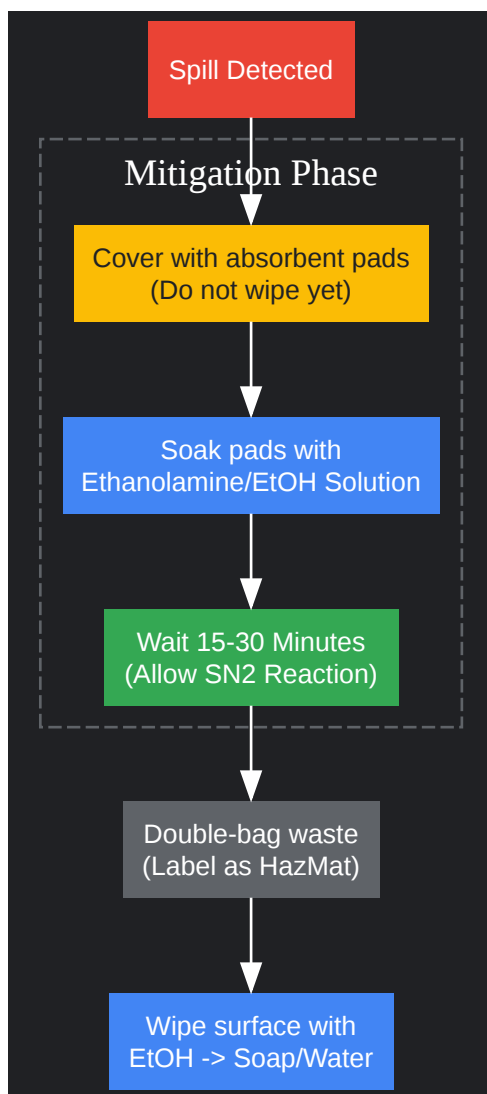 Spill Detected
Mitigation Phase
Cover with absorbent pads
(Do not wipe yet)
Soak pads with
Ethanolamine/EtOH Solution
Wait 15-30 Minutes
(Allow SN2 Reaction)
Double-bag waste
(Label as HazMat)
Wipe surface with
EtOH -> Soap/Water